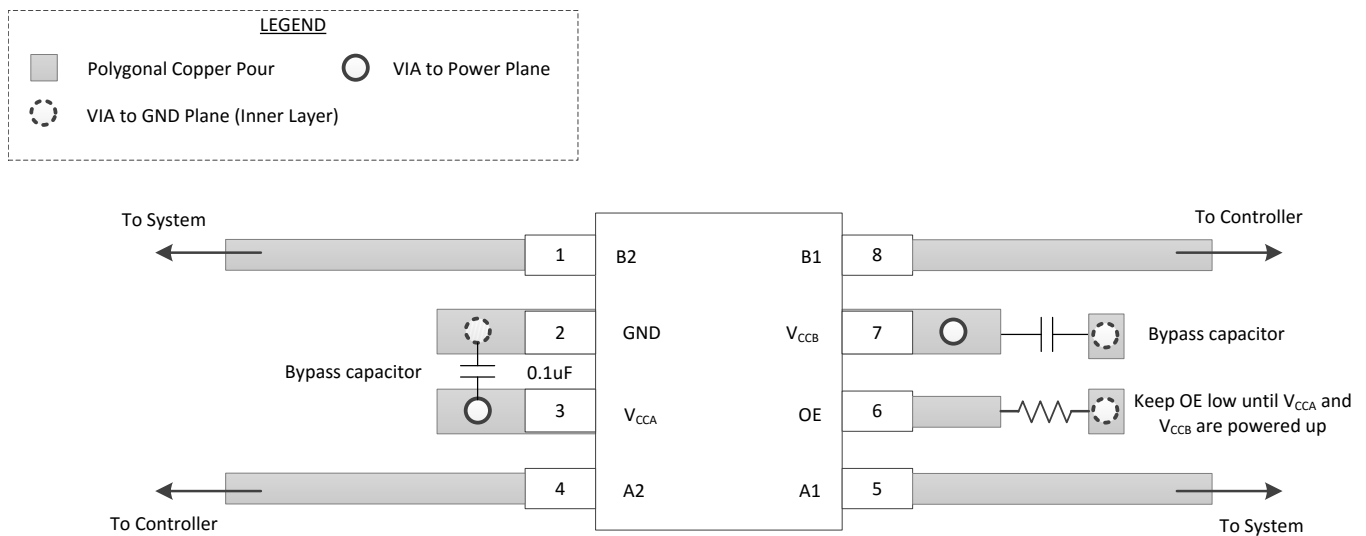 LEGEND
Polygonal Copper Pour
VIA to Power Plane
VIA to GND Plane (Inner Layer)
To System
To Controller
1
B2
B1
8
2
GND
VCCB
7
Bypass capacitor
Bypass capacitor
0.1uF
3
VCCA
OE
6
Keep OE low until VCCA and
VCCB are powered up
4
A2
A1
5
To Controller
To System